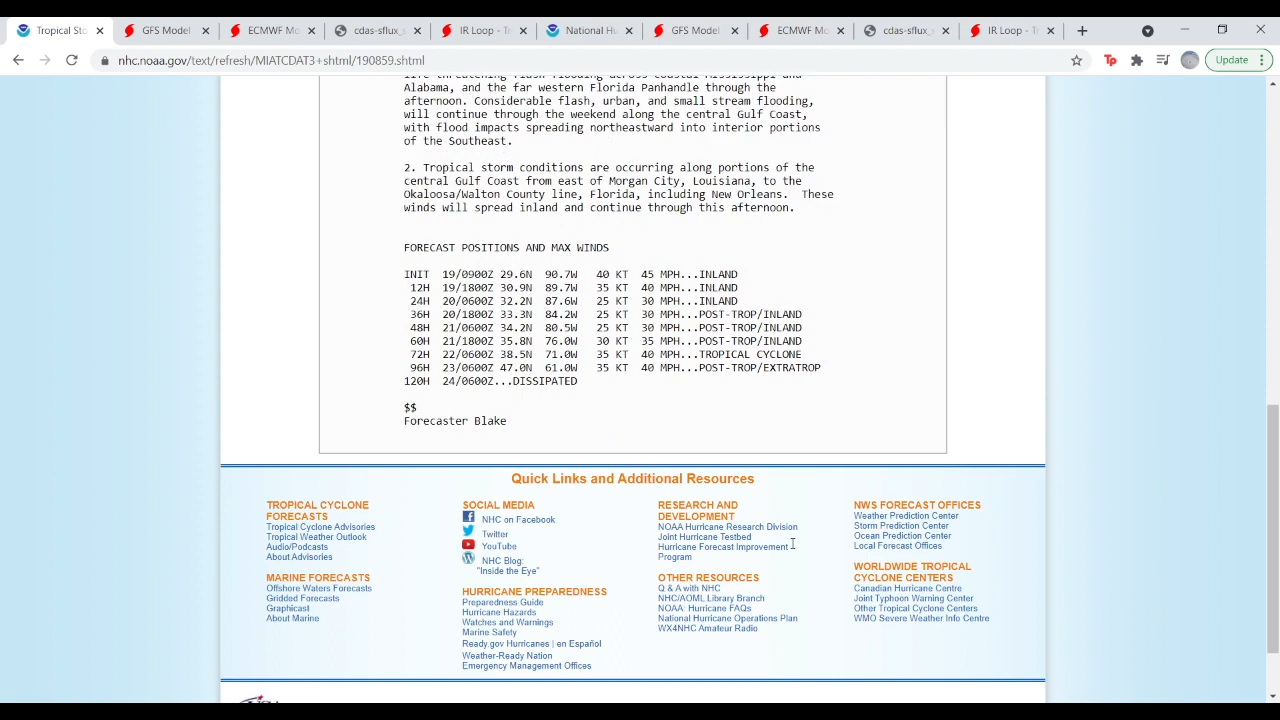 Tropical Sto
GFS Model
ECMWF Mo
cdas-sflux_s
IR Loop - Tr
National Hu
GFS Model
ECMWF Mo
cdas-sflux_s
IR Loop - Tr
nhc.noaa.gov/text/refresh/MIATCDAT3+shtml/190859.shtml
Tp
Update
life-threatening flash flooding across coastal Mississippi and
Alabama, and the far western Florida Panhandle through the
afternoon. Considerable flash, urban, and small stream flooding,
will continue through the weekend along the central Gulf Coast,
with flood impacts spreading northeastward into interior portions
of the Southeast.
2. Tropical storm conditions are occurring along portions of the
central Gulf Coast from east of Morgan City, Louisiana, to the
Okaloosa/Walton County line, Florida, including New Orleans.  These
winds will spread inland and continue through this afternoon.
FORECAST POSITIONS AND MAX WINDS
INIT  19/0900Z 29.6N  90.7W   40 KT  45 MPH...INLAND
12H  19/1800Z 30.9N  89.7W   35 KT  40 MPH...INLAND
24H  20/0600Z 32.2N  87.6W   25 KT  30 MPH...INLAND
36H  20/1800Z 33.3N  84.2W   25 KT  30 MPH...POST-TROP/INLAND
48H  21/0600Z 34.2N  80.5W   25 KT  30 MPH...POST-TROP/INLAND
60H  21/1800Z 35.8N  76.0W   30 KT  35 MPH...POST-TROP/INLAND
72H  22/0600Z 38.5N  71.0W   35 KT  40 MPH...TROPICAL CYCLONE
96H  23/0600Z 47.0N  61.0W   35 KT  40 MPH...POST-TROP/EXTRATROP
120H  24/0600Z...DISSIPATED
$$
Forecaster Blake
Quick Links and Additional Resources
TROPICAL CYCLONE
FORECASTS
Tropical Cyclone Advisories
Tropical Weather Outlook
Audio/Podcasts
About Advisories
MARINE FORECASTS
Offshore Waters Forecasts
Gridded Forecasts
Graphicast
About Marine
SOCIAL MEDIA
NHC on Facebook
Twitter
YouTube
NHC Blog:
"Inside the Eye"
HURRICANE PREPAREDNESS
Preparedness Guide
Hurricane Hazards
Watches and Warnings
Marine Safety
Ready.gov Hurricanes | en Español
Weather-Ready Nation
Emergency Management Offices
RESEARCH AND
DEVELOPMENT
NOAA Hurricane Research Division
Joint Hurricane Testbed
Hurricane Forecast Improvement
Program
OTHER RESOURCES
Q & A with NHC
NHC/AOML Library Branch
NOAA: Hurricane FAQs
National Hurricane Operations Plan
WX4NHC Amateur Radio
NWS FORECAST OFFICES
Weather Prediction Center
Storm Prediction Center
Ocean Prediction Center
Local Forecast Offices
WORLDWIDE TROPICAL
CYCLONE CENTERS
Canadian Hurricane Centre
Joint Typhoon Warning Center
Other Tropical Cyclone Centers
WMO Severe Weather Info Centre